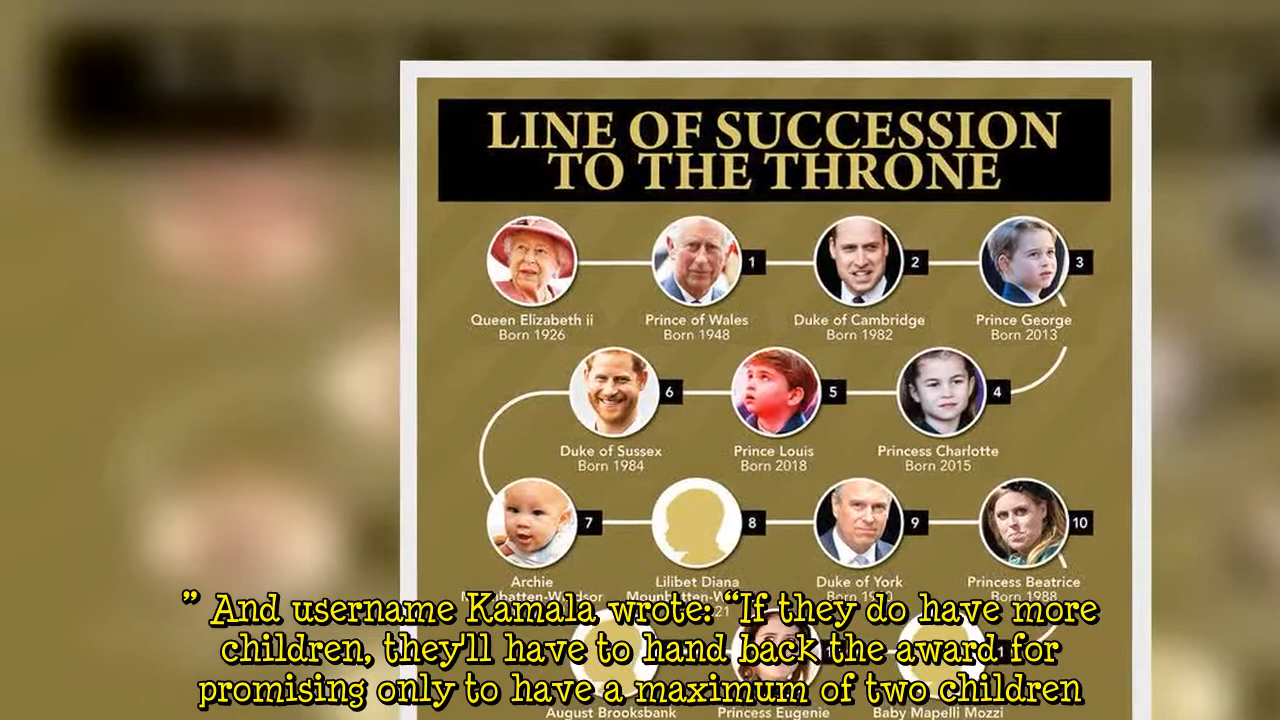 LINE OF SUCCESSION
TO THE THRONE
1
2
3
Queen Elizabeth ii
Born 1926
Prince of Wales
Born 1948
Duke of Cambridge
Born 1982
Prince George
Born 2013
6
5
4
Duke of Sussex
Born 1984
Prince Louis
Born 2018
Princess Charlotte
Born 2015
7
8
9
10
Archie
Lilibet Diana
Duke of York
Princess Beatrice
Born 1988
” And username Kamala wrote: “If they do have more
children, they'll have to hand back the award for
promising only to have a maximum of two children
August Brooksbank
Princess Eugenie
Baby Mapelli Mozzi